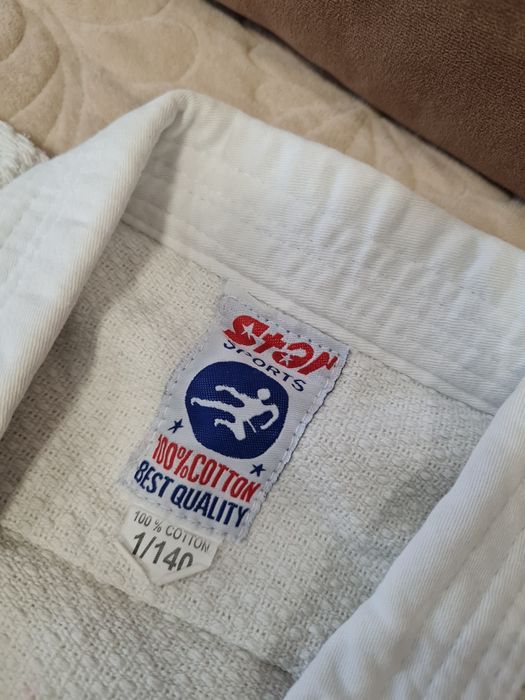 Star
SPORTS
100%COTTON
BEST QUALITY
100 % COTTON
1/140